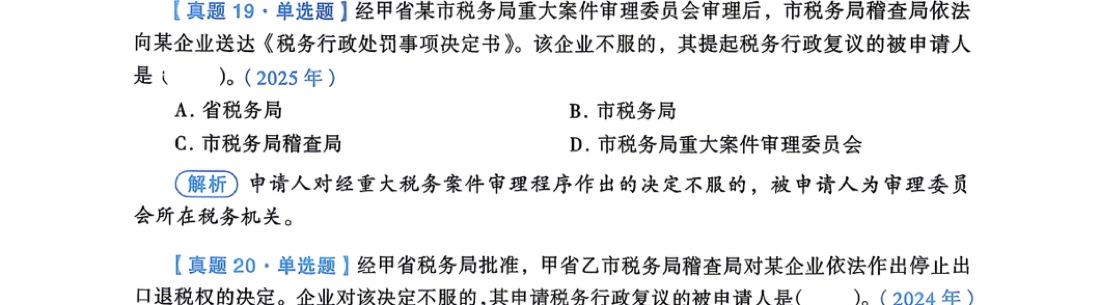 【真题 19·单选题】经甲省某市税务局重大案件审理委员会审理后，市税务局稽查局依法
向某企业送达《税务行政处罚事项决定书》。该企业不服的，其提起税务行政复议的被申请人
是（　　）。（2025 年）
A. 省税务局　　B. 市税务局
C. 市税务局稽查局　　D. 市税务局重大案件审理委员会
解析 申请人对经重大税务案件审理程序作出的决定不服的，被申请人为审理委员
会所在税务机关。
【真题 20·单选题】经甲省税务局批准，甲省乙市税务局稽查局对某企业依法作出停止出
口退税权的决定。企业对该决定不服的，其申请税务行政复议的被申请人是（　　）。（2024 年）